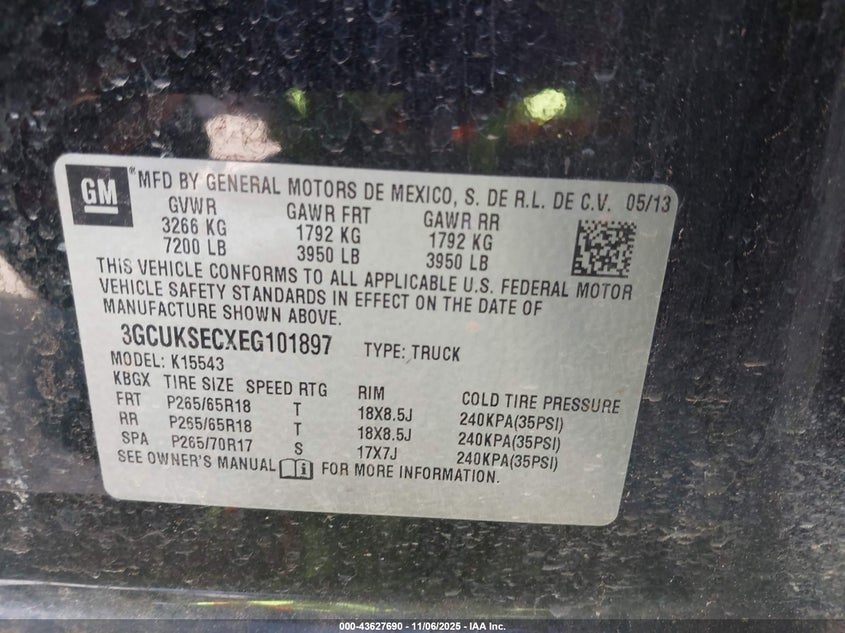 GM ® MFD BY GENERAL MOTORS DE MEXICO, S. DE R.L. DE C.V. 05/13
GVWR GAWR FRT GAWR RR
3266 KG 1792 KG 1792 KG
7200 LB 3950 LB 3950 LB
THIS VEHICLE CONFORMS TO ALL APPLICABLE U.S. FEDERAL MOTOR
VEHICLE SAFETY STANDARDS IN EFFECT ON THE DATE OF
MANUFACTURE SHOWN ABOVE.
3GCUKSECXEG101897 TYPE: TRUCK
MODEL: K15543
KBGX TIRE SIZE SPEED RTG RIM COLD TIRE PRESSURE
FRT P265/65R18 T 18X8.5J 240KPA(35PSI)
RR P265/65R18 T 18X8.5J 240KPA(35PSI)
SPA P265/70R17 S 17X7J 240KPA(35PSI)
SEE OWNER'S MANUAL FOR MORE INFORMATION.
000-43627690 - 11/06/2025 - IAA Inc.